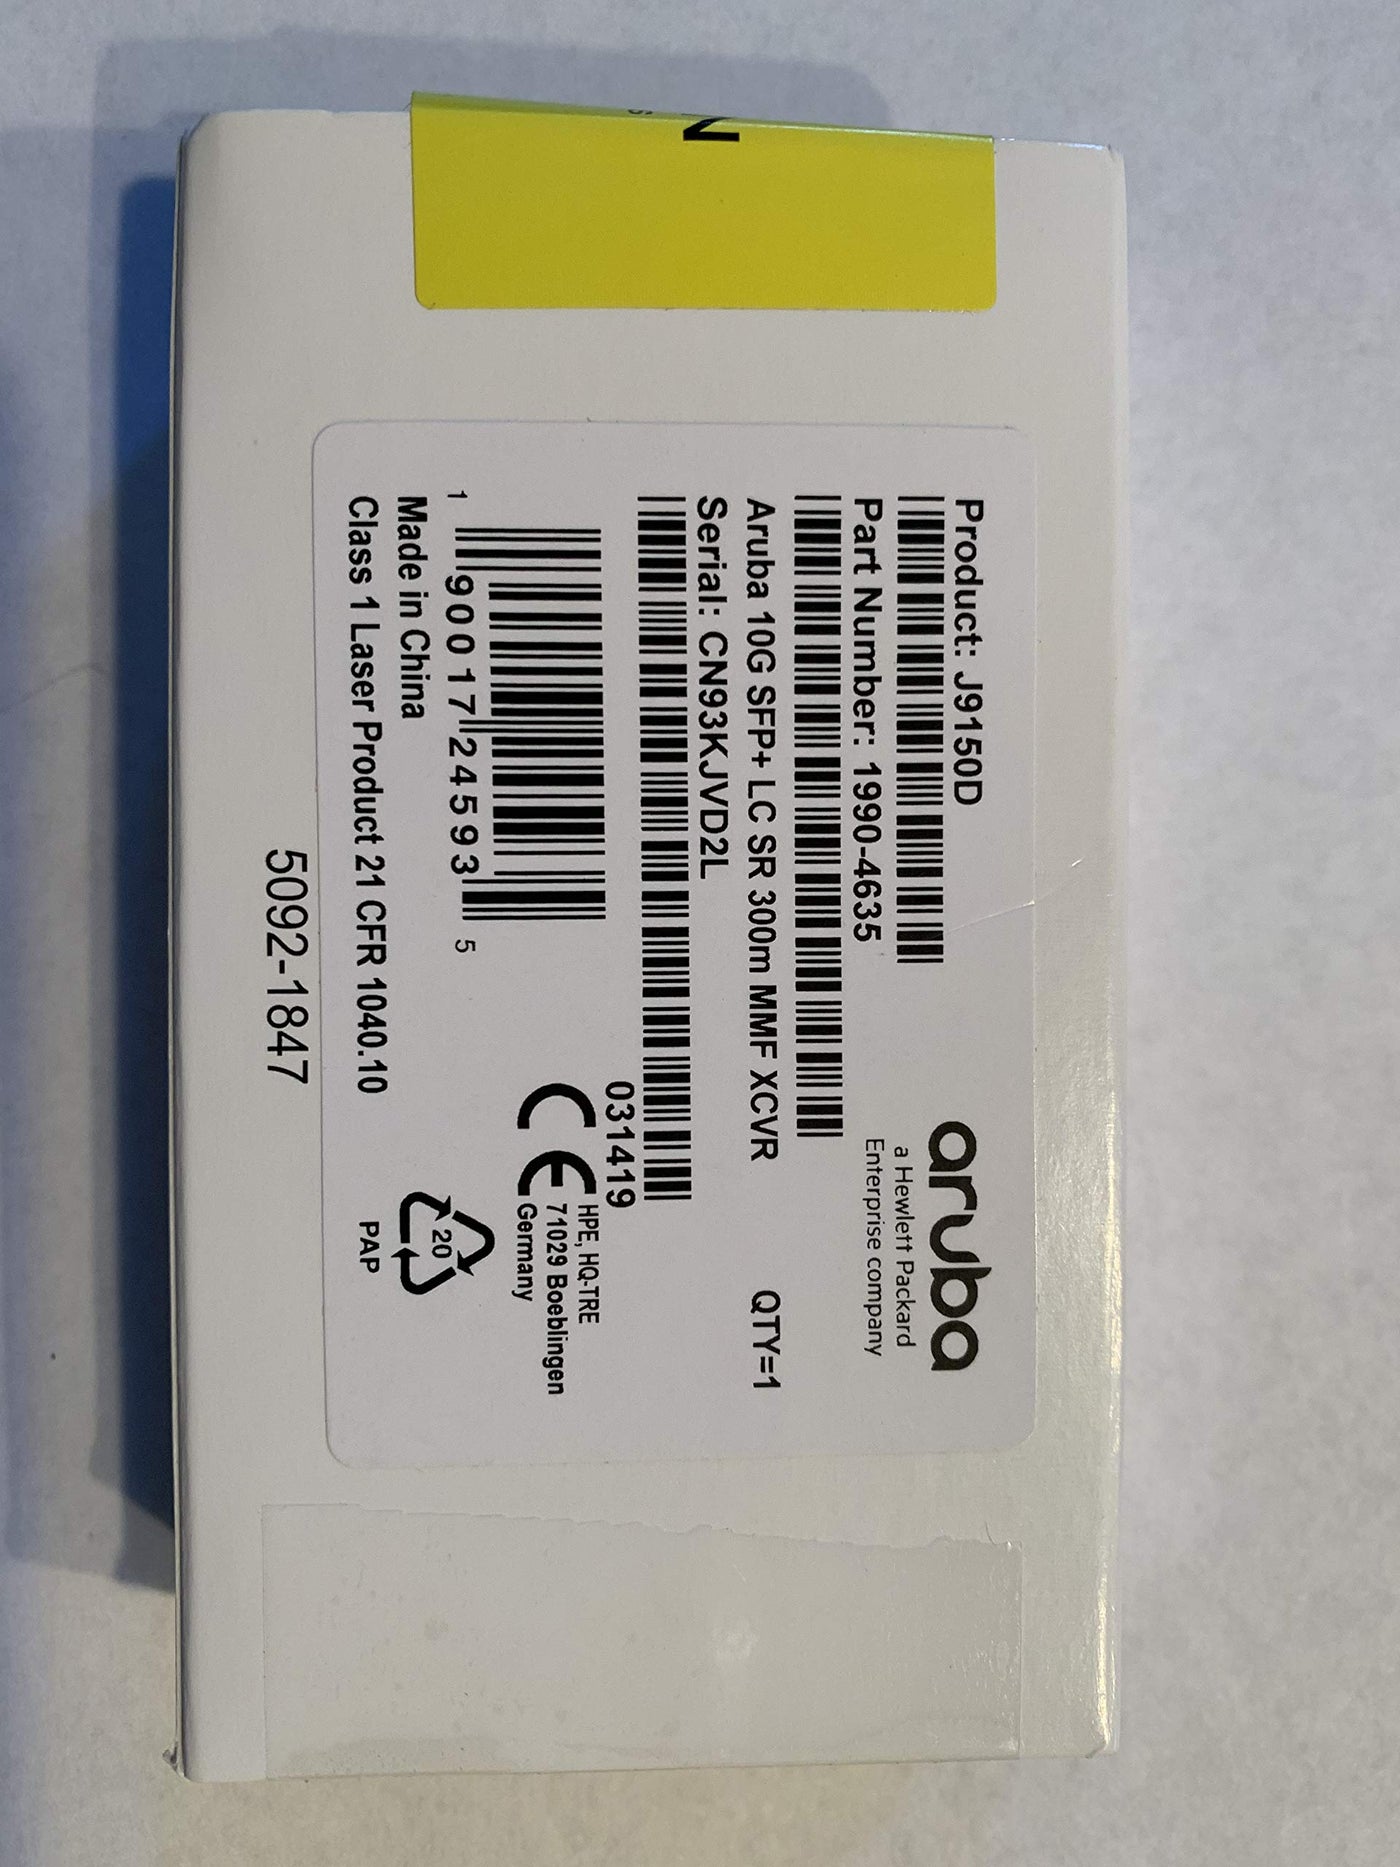 N
Product: J9150D
aruba
a Hewlett Packard
Enterprise company
Part Number: 1990-4635
Aruba 10G SFP+ LC SR 300m MMF XCVR QTY=1
Serial: CN93KJVD2L
031419
1 90017 24593 5
HPE, HQ-TRE
71029 Boeblingen
Germany
Made in China
20
PAP
Class 1 Laser Product 21 CFR 1040.10
5092-1847